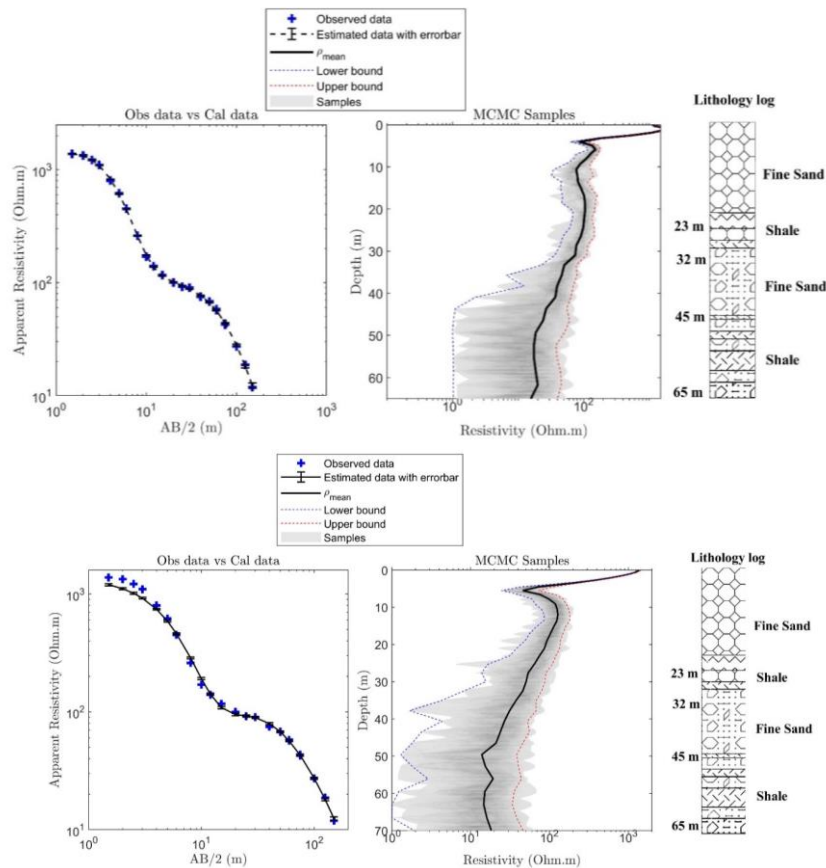 Observed data
Estimated data with errorbar
ρmean
Lower bound
Upper bound
Samples
Obs data vs Cal data
MCMC Samples
Lithology log
Apparent Resistivity (Ohm.m)
10^3
10^2
10^1
10^0
10^1
10^2
10^3
AB/2 (m)
Depth (m)
0
10
20
30
40
50
60
10^0
10^2
Resistivity (Ohm.m)
Fine Sand
23 m
Shale
32 m
Fine Sand
45 m
Shale
65 m
Observed data
Estimated data with errorbar
ρmean
Lower bound
Upper bound
Samples
Obs data vs Cal data
MCMC Samples
Lithology log
Apparent Resistivity (Ohm.m)
10^3
10^2
10^1
10^0
10^1
10^2
AB/2 (m)
Depth (m)
0
10
20
30
40
50
60
70
10^0
10^1
10^2
10^3
Resistivity (Ohm.m)
Fine Sand
23 m
Shale
32 m
Fine Sand
45 m
Shale
65 m